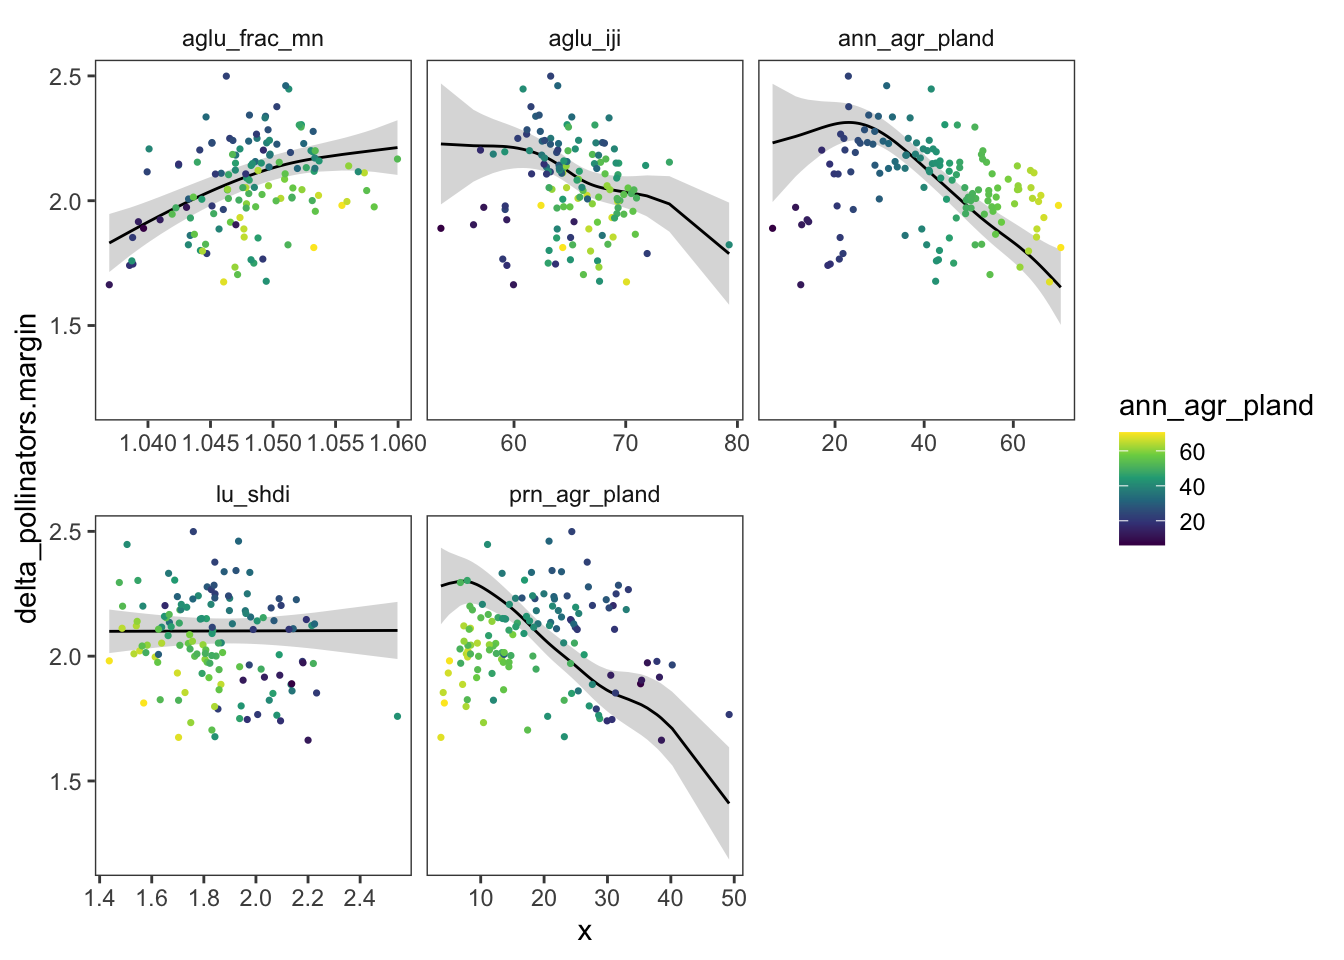 aglu_frac_mn aglu_iji ann_agr_pland
2.5
2.0
1.5
1.040 1.045 1.050 1.055 1.060 60 70 80 20 40 60
delta_pollinators.margin
ann_agr_pland
60
40
20
lu_shdi prn_agr_pland
2.5
2.0
1.5
1.4 1.6 1.8 2.0 2.2 2.4 10 20 30 40 50
x